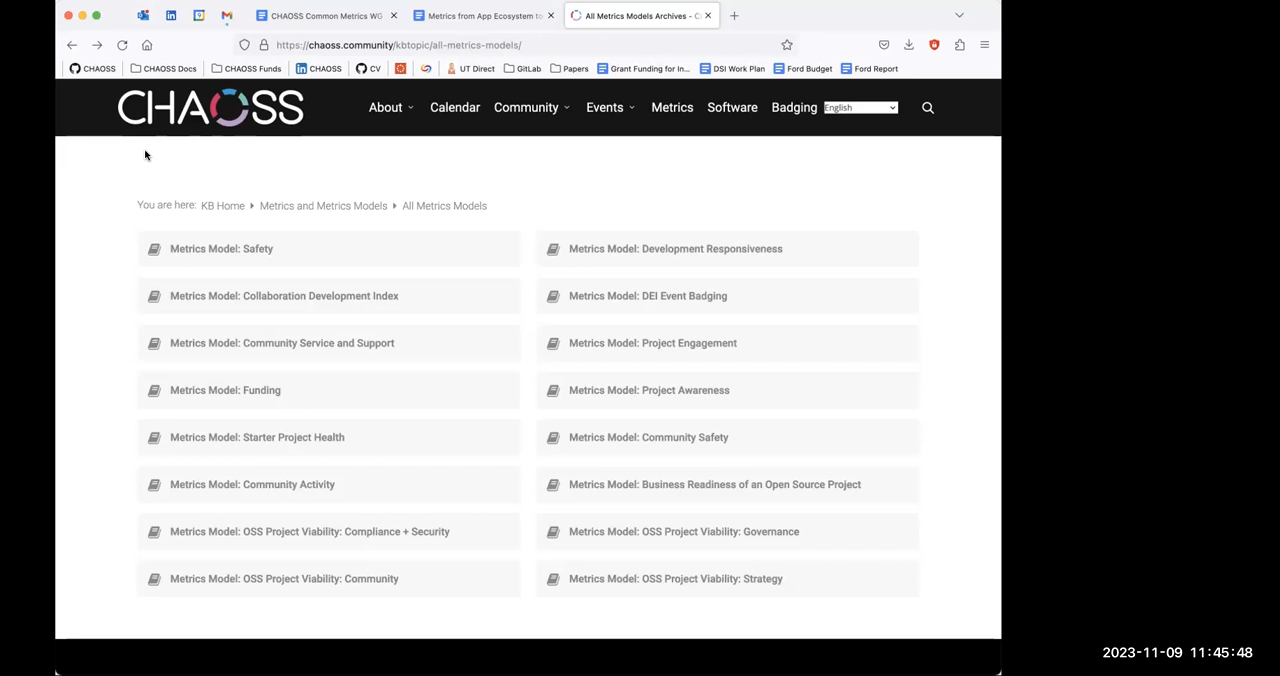 CHAOSS Common Metrics WG
Metrics from App Ecosystem to
All Metrics Models Archives - C
https://chaoss.community/kbtopic/all-metrics-models/
CHAOSS
CHAOSS Docs
CHAOSS Funds
CHAOSS
CV
UT Direct
GitLab
Papers
Grant Funding for In...
DSI Work Plan
Ford Budget
Ford Report
CHAOSS
About
Calendar
Community
Events
Metrics
Software
Badging
English
You are here: KB Home Metrics and Metrics Models All Metrics Models
Metrics Model: Safety
Metrics Model: Development Responsiveness
Metrics Model: Collaboration Development Index
Metrics Model: DEI Event Badging
Metrics Model: Community Service and Support
Metrics Model: Project Engagement
Metrics Model: Funding
Metrics Model: Project Awareness
Metrics Model: Starter Project Health
Metrics Model: Community Safety
Metrics Model: Community Activity
Metrics Model: Business Readiness of an Open Source Project
Metrics Model: OSS Project Viability: Compliance + Security
Metrics Model: OSS Project Viability: Governance
Metrics Model: OSS Project Viability: Community
Metrics Model: OSS Project Viability: Strategy
2023-11-09 11:45:48